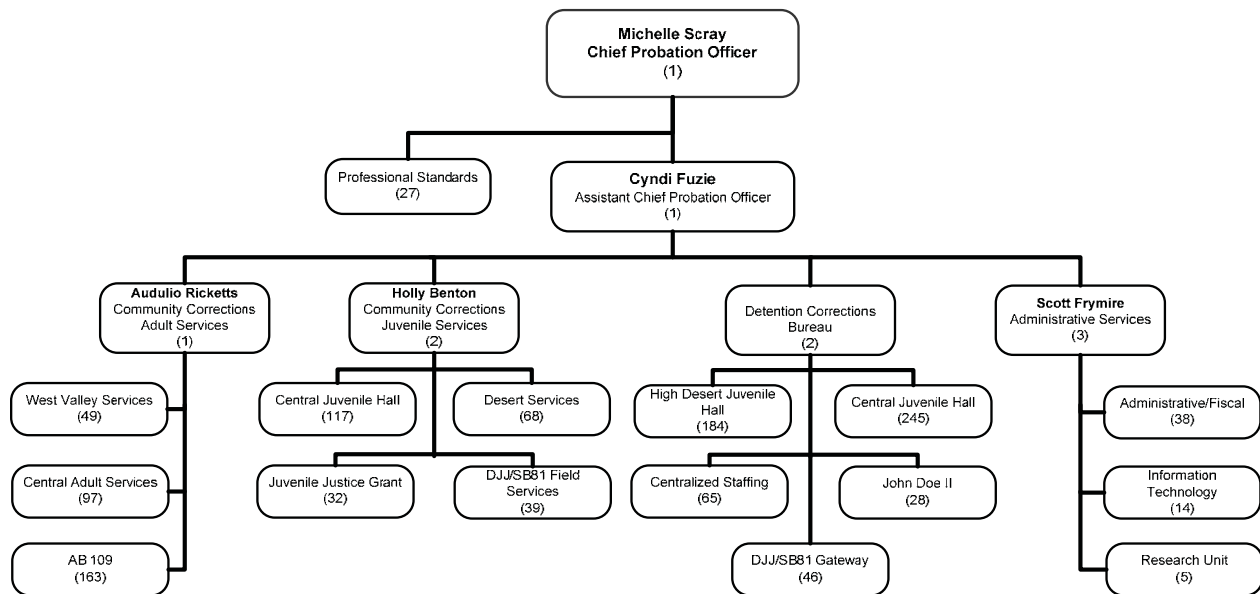 Michelle Scray
Chief Probation Officer
(1)
Professional Standards
(27)
Cyndi Fuzie
Assistant Chief Probation Officer
(1)
Audulio Ricketts
Community Corrections
Adult Services
(1)
Holly Benton
Community Corrections
Juvenile Services
(2)
Detention Corrections
Bureau
(2)
Scott Frymire
Administrative Services
(3)
West Valley Services
(49)
Central Adult Services
(97)
AB 109
(163)
Central Juvenile Hall
(117)
Desert Services
(68)
Juvenile Justice Grant
(32)
DJJ/SB81 Field
Services
(39)
High Desert Juvenile
Hall
(184)
Central Juvenile Hall
(245)
Centralized Staffing
(65)
John Doe II
(28)
DJJ/SB81 Gateway
(46)
Administrative/Fiscal
(38)
Information
Technology
(14)
Research Unit
(5)